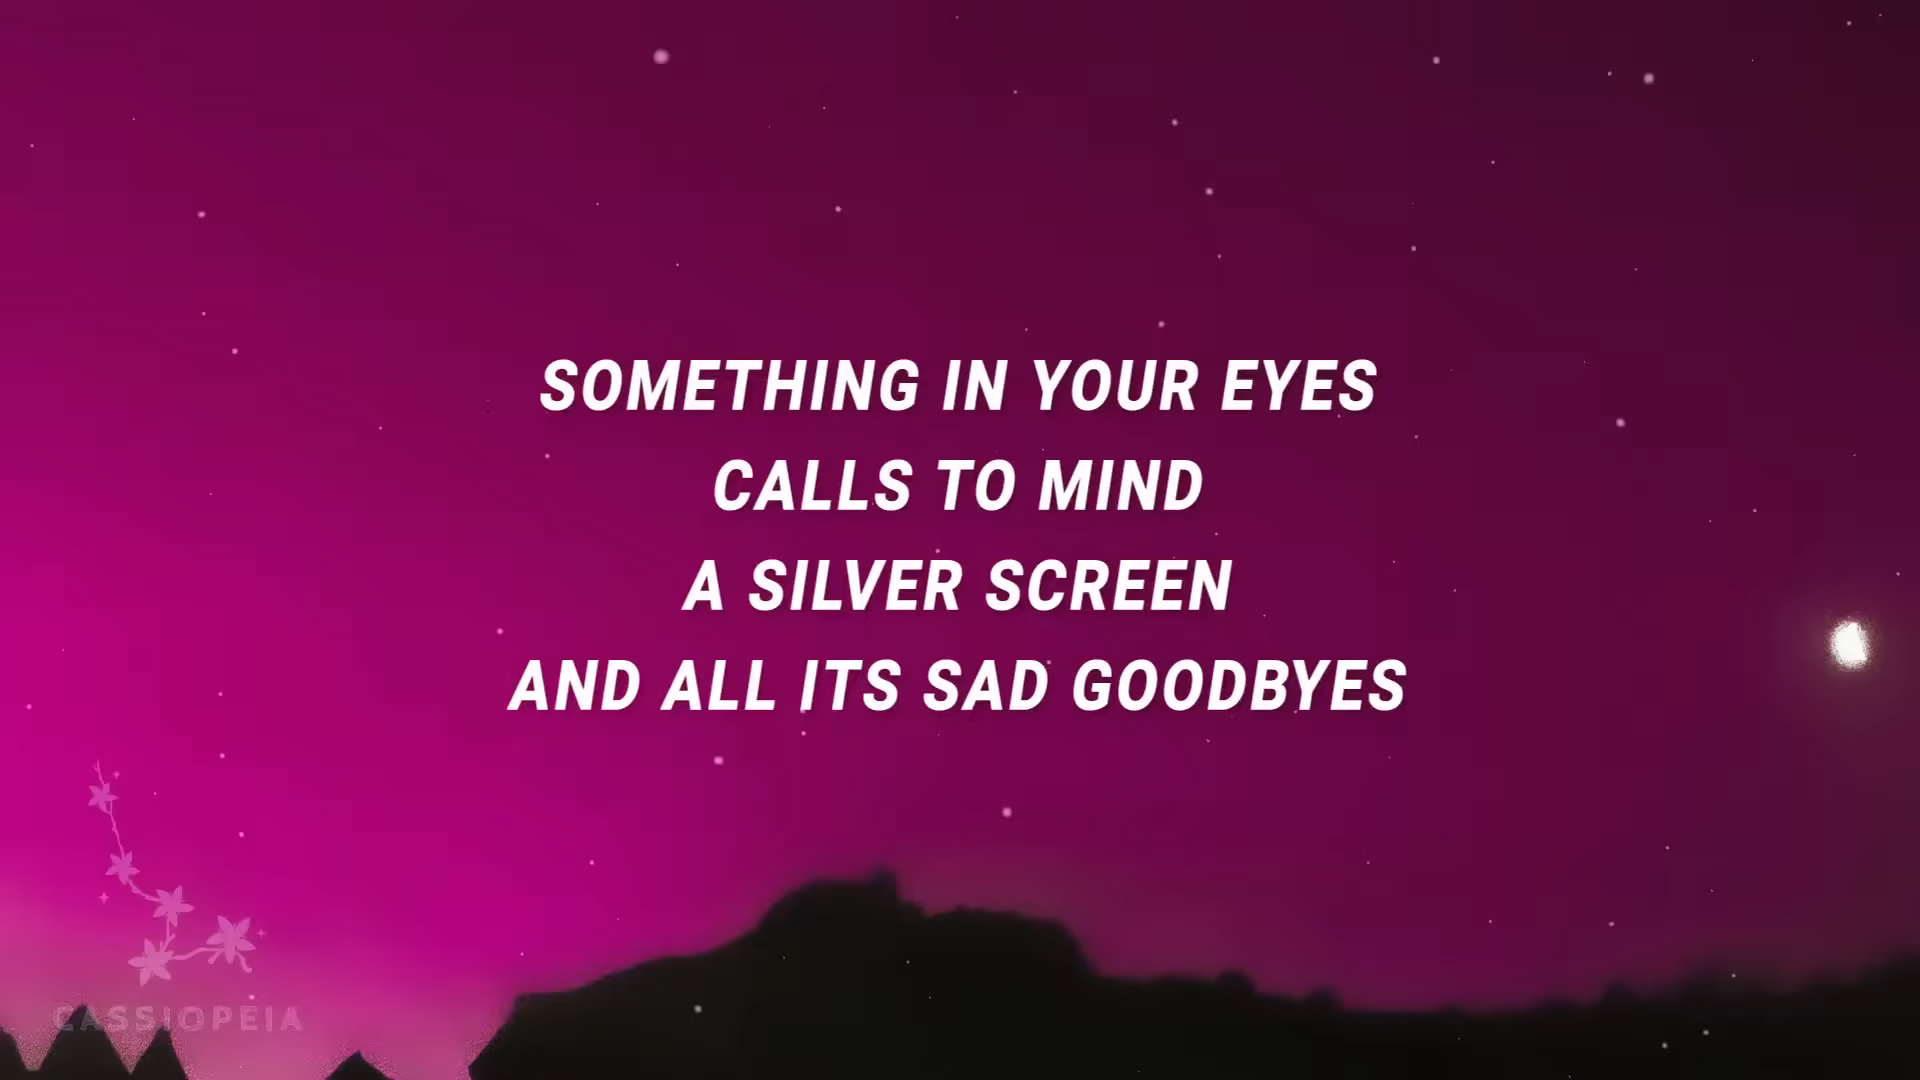 SOMETHING IN YOUR EYES
CALLS TO MIND
A SILVER SCREEN
AND ALL ITS SAD GOODBYES
CASSIOPEIA